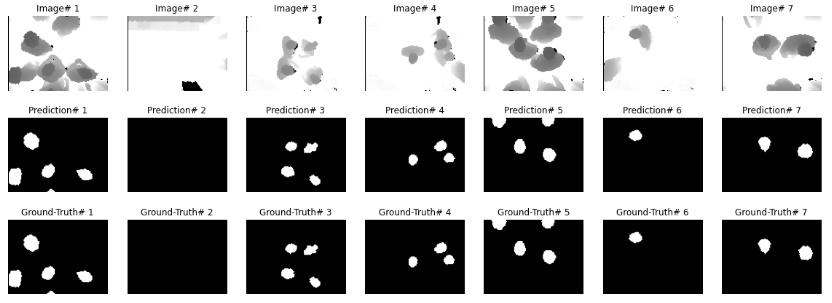 Image# 1 Image# 2 Image# 3 Image# 4 Image# 5 Image# 6 Image# 7
Prediction# 1 Prediction# 2 Prediction# 3 Prediction# 4 Prediction# 5 Prediction# 6 Prediction# 7
Ground-Truth# 1 Ground-Truth# 2 Ground-Truth# 3 Ground-Truth# 4 Ground-Truth# 5 Ground-Truth# 6 Ground-Truth# 7